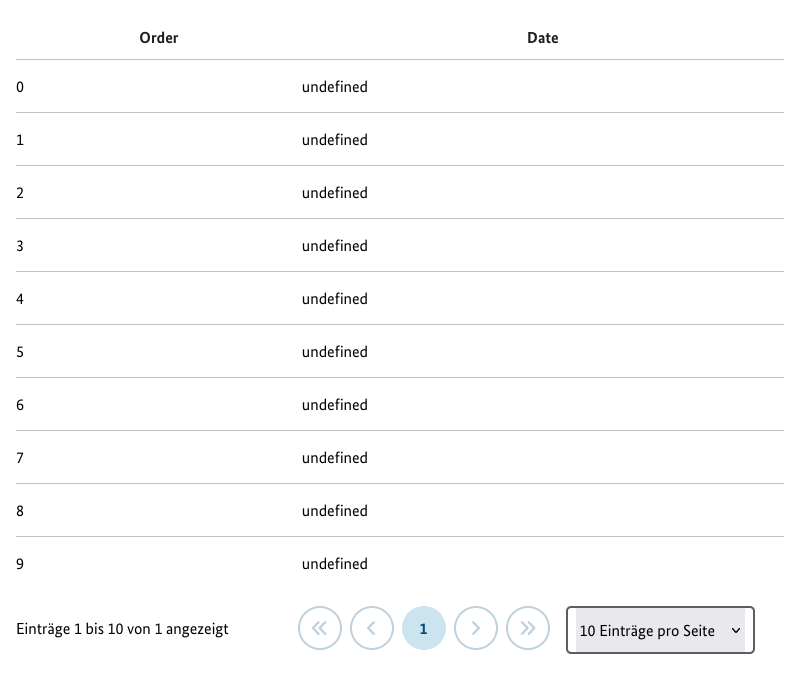 Order Date
0 undefined
1 undefined
2 undefined
3 undefined
4 undefined
5 undefined
6 undefined
7 undefined
8 undefined
9 undefined
Einträge 1 bis 10 von 1 angezeigt 1 10 Einträge pro Seite